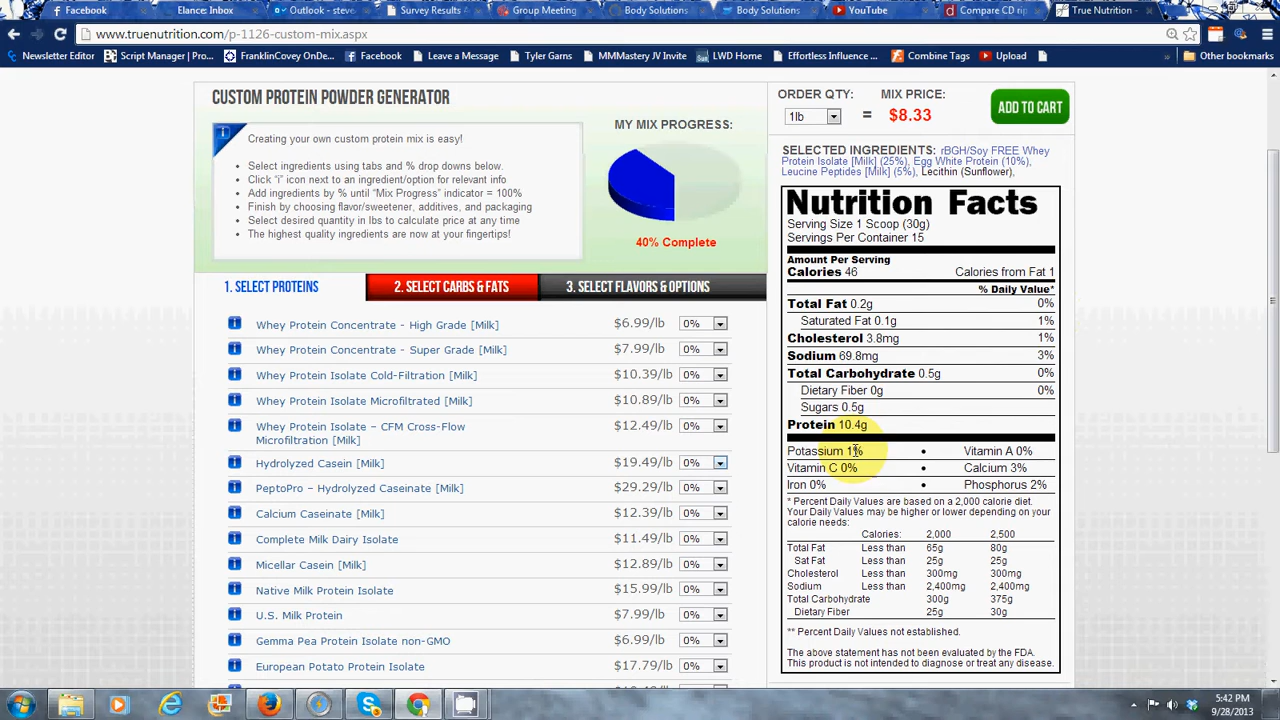 Facebook
Elance: Inbox
Outlook - steve
Survey Results
Group Meeting
Body Solutions
Body Solutions
YouTube
Compare CD rip
True Nutrition -
www.truenutrition.com/p-1126-custom-mix.aspx
Newsletter Editor
Script Manager | Pro...
FranklinCovey OnDe...
Facebook
Leave a Message
Tyler Garns
MMMastery JV Invite
LWD Home
Effortless Influence ...
Combine Tags
Upload
Other bookmarks
CUSTOM PROTEIN POWDER GENERATOR
Creating your own custom protein mix is easy!
• Select ingredients using tabs and % drop downs below.
• Click "i" icon next to an ingredient/option for relevant info
• Add ingredients by % until "Mix Progress" indicator = 100%
• Finish by choosing flavor/sweetener, additives, and packaging
• Select desired quantity in lbs to calculate price at any time
• The highest quality ingredients are now at your fingertips!
MY MIX PROGRESS:
40% Complete
ORDER QTY:
MIX PRICE:
1lb
= $8.33
ADD TO CART
SELECTED INGREDIENTS: rBGH/Soy FREE Whey
Protein Isolate [Milk] (25%), Egg White Protein (10%),
Leucine Peptides [Milk] (5%), Lecithin (Sunflower),
1. SELECT PROTEINS
2. SELECT CARBS & FATS
3. SELECT FLAVORS & OPTIONS
Whey Protein Concentrate - High Grade [Milk] $6.99/lb 0%
Whey Protein Concentrate - Super Grade [Milk] $7.99/lb 0%
Whey Protein Isolate Cold-Filtration [Milk] $10.39/lb 0%
Whey Protein Isolate Microfiltrated [Milk] $10.89/lb 0%
Whey Protein Isolate – CFM Cross-Flow
Microfiltration [Milk] $12.49/lb 0%
Hydrolyzed Casein [Milk] $19.49/lb 0%
PeptoPro – Hydrolyzed Caseinate [Milk] $29.29/lb 0%
Calcium Caseinate [Milk] $12.39/lb 0%
Complete Milk Dairy Isolate $11.49/lb 0%
Micellar Casein [Milk] $12.89/lb 0%
Native Milk Protein Isolate $15.99/lb 0%
U.S. Milk Protein $7.99/lb 0%
Gemma Pea Protein Isolate non-GMO $6.99/lb 0%
European Potato Protein Isolate $17.79/lb 0%
Nutrition Facts
Serving Size 1 Scoop (30g)
Servings Per Container 15
Amount Per Serving
Calories 46 Calories from Fat 1
% Daily Value*
Total Fat 0.2g 0%
Saturated Fat 0.1g 1%
Cholesterol 3.8mg 1%
Sodium 69.8mg 3%
Total Carbohydrate 0.5g 0%
Dietary Fiber 0g 0%
Sugars 0.5g
Protein 10.4g
Potassium 1% • Vitamin A 0%
Vitamin C 0% • Calcium 3%
Iron 0% • Phosphorus 2%
* Percent Daily Values are based on a 2,000 calorie diet.
Your Daily Values may be higher or lower depending on your
calorie needs:
Calories: 2,000 2,500
Total Fat Less than 65g 80g
Sat Fat Less than 25g 25g
Cholesterol Less than 300mg 300mg
Sodium Less than 2,400mg 2,400mg
Total Carbohydrate 300g 375g
Dietary Fiber 25g 30g
** Percent Daily Values not established.
The above statement has not been evaluated by the FDA.
This product is not intended to diagnose or treat any disease.
5:42 PM
9/28/2013